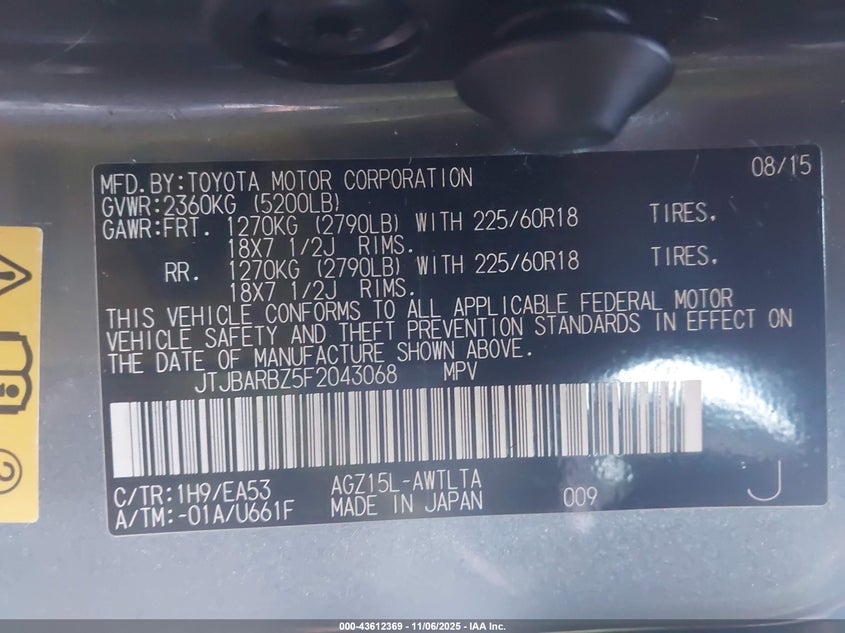 MFD. BY:TOYOTA MOTOR CORPORATION 08/15
GVWR:2360KG (5200LB)
GAWR:FRT. 1270KG (2790LB) WITH 225/60R18 TIRES.
18X7 1/2J RIMS.
RR. 1270KG (2790LB) WITH 225/60R18 TIRES.
18X7 1/2J RIMS.
THIS VEHICLE CONFORMS TO ALL APPLICABLE FEDERAL MOTOR
VEHICLE SAFETY AND THEFT PREVENTION STANDARDS IN EFFECT ON
THE DATE OF MANUFACTURE SHOWN ABOVE.
JTJBARBZ5F2043068 MPV
C/TR:1H9/EA53 AGZ15L-AWTLTA
A/TM:-01A/U661F MADE IN JAPAN 009 J
000-43612369 - 11/06/2025 - IAA Inc.